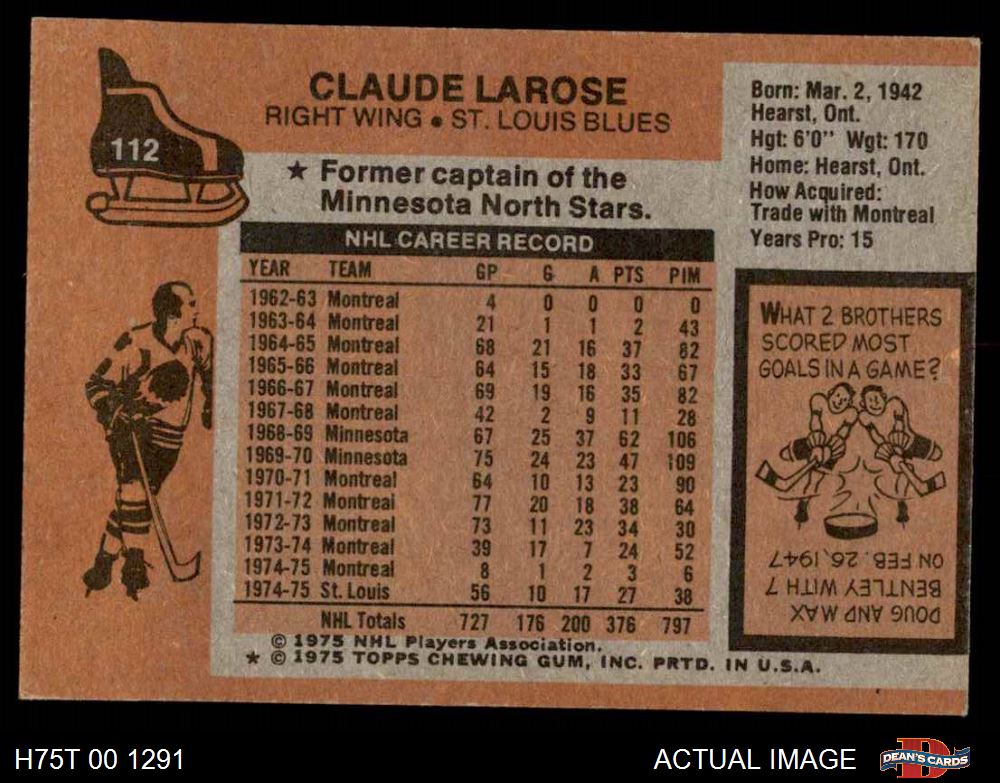 112
CLAUDE LAROSE
RIGHT WING • ST. LOUIS BLUES
★ Former captain of the
Minnesota North Stars.
Born: Mar. 2, 1942
Hearst, Ont.
Hgt: 6'0" Wgt: 170
Home: Hearst, Ont.
How Acquired:
Trade with Montreal
Years Pro: 15
NHL CAREER RECORD
YEAR TEAM GP G A PTS PIM
1962-63 Montreal 4 0 0 0 0
1963-64 Montreal 21 1 1 2 43
1964-65 Montreal 68 21 16 37 82
1965-66 Montreal 64 15 18 33 67
1966-67 Montreal 69 19 16 35 82
1967-68 Montreal 42 2 9 11 28
1968-69 Minnesota 67 25 37 62 106
1969-70 Minnesota 75 24 23 47 109
1970-71 Montreal 64 10 13 23 90
1971-72 Montreal 77 20 18 38 64
1972-73 Montreal 73 11 23 34 30
1973-74 Montreal 39 17 7 24 52
1974-75 Montreal 8 1 2 3 6
1974-75 St. Louis 56 10 17 27 38
NHL Totals 727 176 200 376 797
WHAT 2 BROTHERS
SCORED MOST
GOALS IN A GAME?
DOUG AND MAX
BENTLEY WITH 7
ON FEB. 26, 1947
© 1975 NHL Players Association.
★ © 1975 TOPPS CHEWING GUM, INC. PRTD. IN U.S.A.
H75T 00 1291
ACTUAL IMAGE
D
DEAN'S CARDS